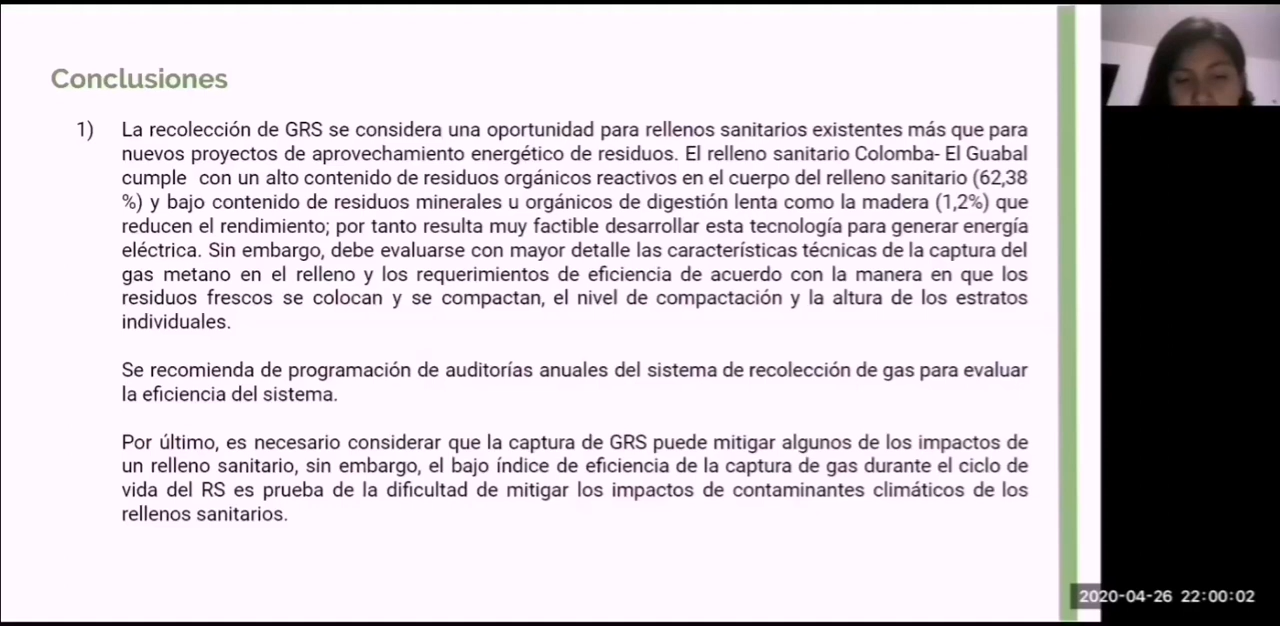 Conclusiones
1) La recolección de GRS se considera una oportunidad para rellenos sanitarios existentes más que para
nuevos proyectos de aprovechamiento energético de residuos. El relleno sanitario Colomba- El Guabal
cumple con un alto contenido de residuos orgánicos reactivos en el cuerpo del relleno sanitario (62,38
%) y bajo contenido de residuos minerales u orgánicos de digestión lenta como la madera (1,2%) que
reducen el rendimiento; por tanto resulta muy factible desarrollar esta tecnología para generar energía
eléctrica. Sin embargo, debe evaluarse con mayor detalle las características técnicas de la captura del
gas metano en el relleno y los requerimientos de eficiencia de acuerdo con la manera en que los
residuos frescos se colocan y se compactan, el nivel de compactación y la altura de los estratos
individuales.
Se recomienda de programación de auditorías anuales del sistema de recolección de gas para evaluar
la eficiencia del sistema.
Por último, es necesario considerar que la captura de GRS puede mitigar algunos de los impactos de
un relleno sanitario, sin embargo, el bajo índice de eficiencia de la captura de gas durante el ciclo de
vida del RS es prueba de la dificultad de mitigar los impactos de contaminantes climáticos de los
rellenos sanitarios.
2020-04-26 22:00:02